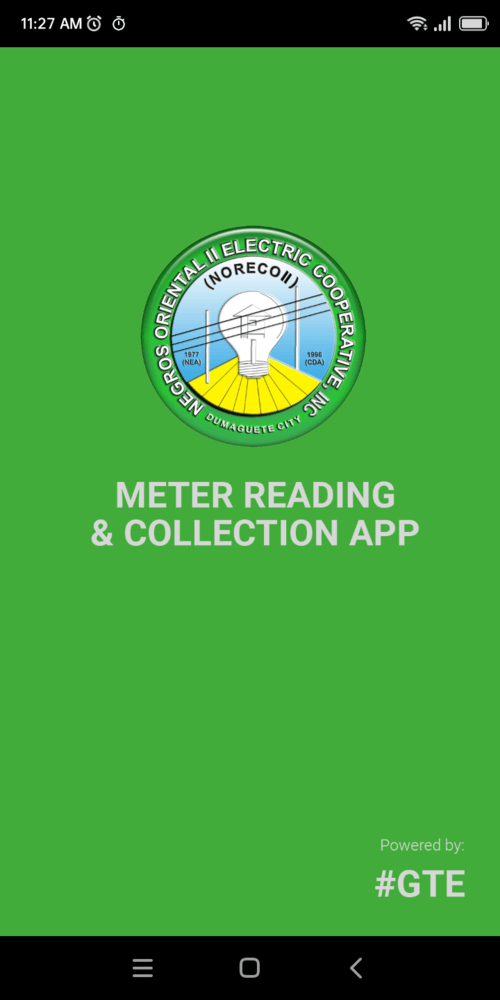 11:27 AM
NEGROS ORIENTAL II ELECTRIC COOPERATIVE, INC
(NORECO II)
1977
(NEA)
1996
(CDA)
DUMAGUETE CITY
METER READING
& COLLECTION APP
Powered by:
#GTE